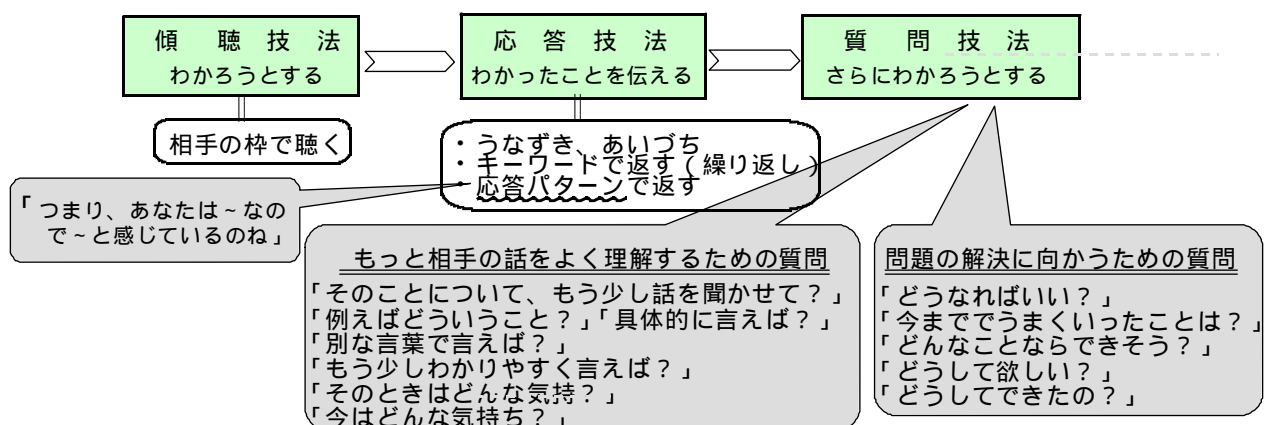 傾 聴 技 法
わかろうとする
応 答 技 法
わかったことを伝える
質 問 技 法
さらにわかろうとする
相手の枠で聴く
・うなずき、あいづち
・キーワードで返す(繰り返し)
・応答パターンで返す
「つまり、あなたは~なの
で~と感じているのね」
もっと相手の話をよく理解するための質問
「そのことについて、もう少し話を聞かせて?」
「例えばどういうこと?」「具体的に言えば?」
「別な言葉で言えば?」
「もう少しわかりやすく言えば?」
「そのときはどんな気持?」
「今はどんな気持ち?」
問題の解決に向かうための質問
「どうなればいい?」
「今まででうまくいったことは?」
「どんなことならできそう?」
「どうして欲しい?」
「どうしてできたの?」